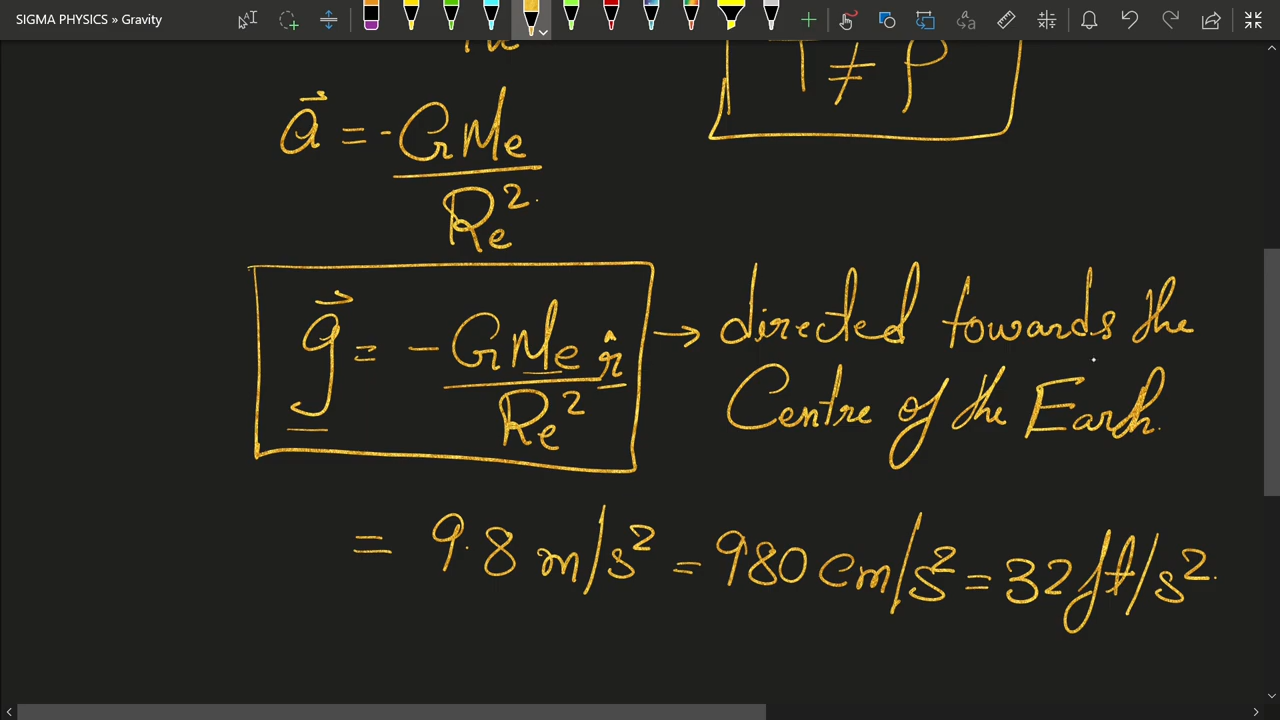 SIGMA PHYSICS » Gravity
T ≠ P
a⃗ = -GMe
Re²
g⃗ = - GMe r̂
Re²
→ directed towards the
Centre of the Earth.
= 9.8 m/s² = 980 cm/s² = 32 ft/s².